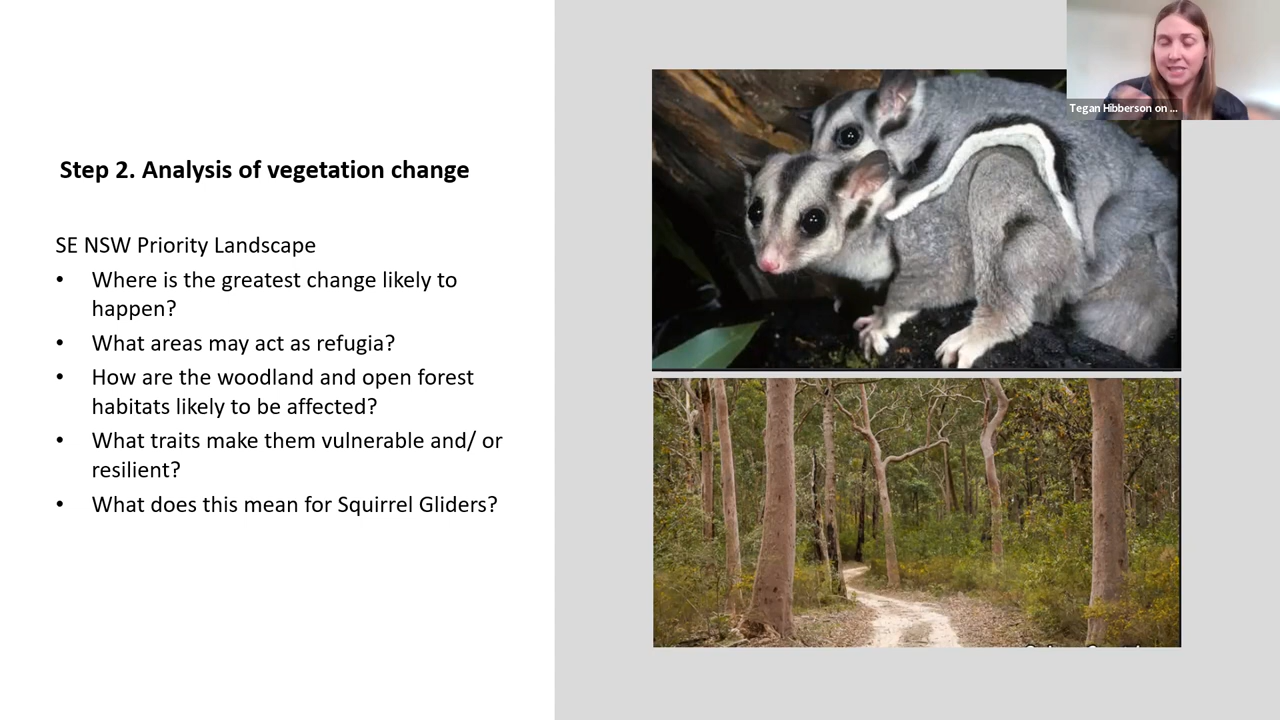 Tegan Hibberson on ...
Step 2. Analysis of vegetation change
SE NSW Priority Landscape
• Where is the greatest change likely to
happen?
• What areas may act as refugia?
• How are the woodland and open forest
habitats likely to be affected?
• What traits make them vulnerable and/ or
resilient?
• What does this mean for Squirrel Gliders?